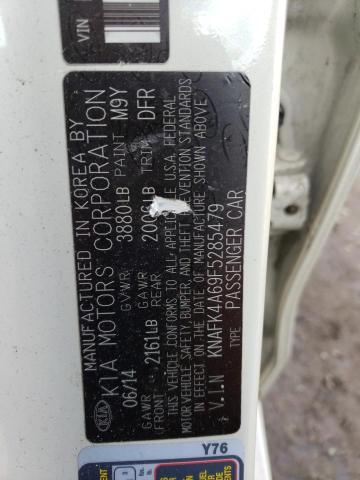 VIN
MANUFACTURED IN KOREA BY
KIA KIA MOTORS CORPORATION
06/14 GVWR 3880LB PAINT M9Y
GAWR FRONT 2161LB GAWR REAR LB TRIM DFR
THIS VEHICLE CONFORMS TO ALL APPLICABLE U.S.A. FEDERAL
MOTOR VEHICLE SAFETY, BUMPER, AND THEFT PREVENTION
STANDARDS IN EFFECT ON THE DATE OF MANUFACTURE SHOWN ABOVE
V.I.N KNAFK4A69F5285479
TYPE PASSENGER CAR
Y76